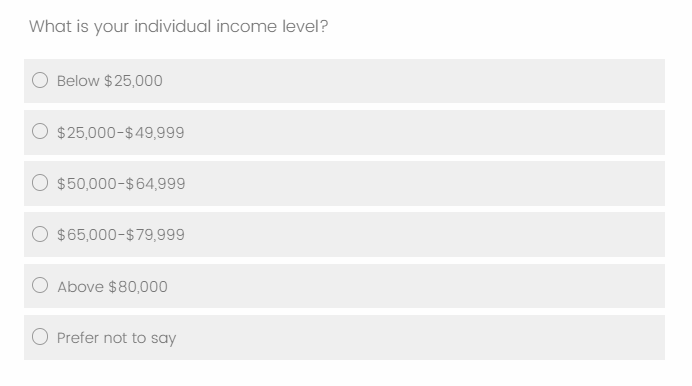 What is your individual income level?
Below $25,000
$25,000-$49,999
$50,000-$64,999
$65,000-$79,999
Above $80,000
Prefer not to say